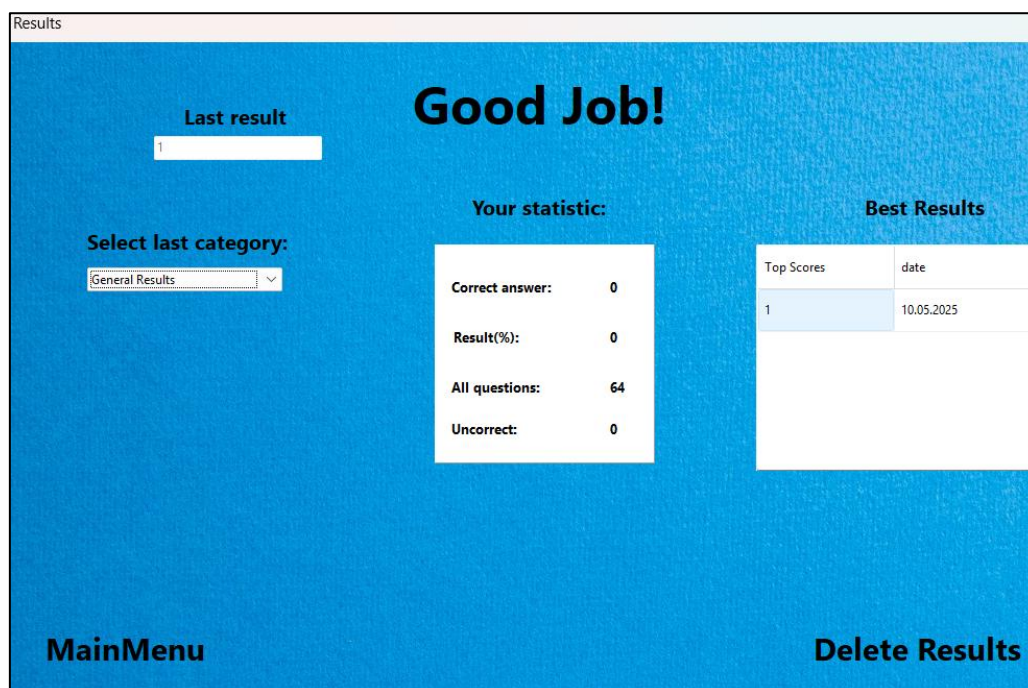 Results
Good Job!
Last result
1
Your statistic:
Best Results
Select last category:
General Results
Correct answer: 0
Result(%): 0
All questions: 64
Uncorrect: 0
Top Scores date
1 10.05.2025
MainMenu
Delete Results